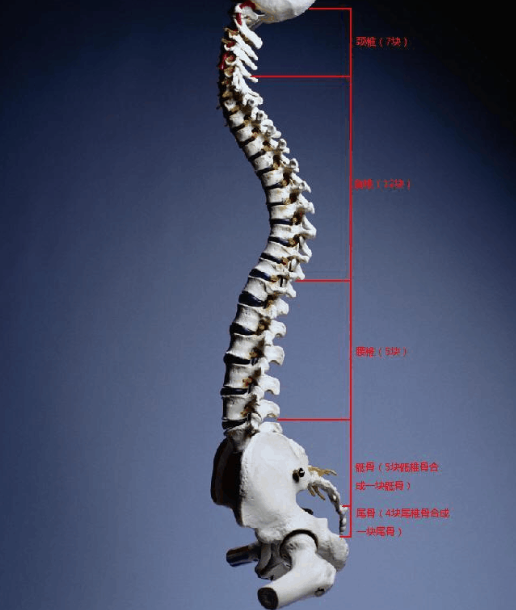 颈椎（7块）
胸椎（12块）
腰椎（5块）
骶骨（5块骶椎骨合
成一块骶骨）
尾骨（4块尾椎骨合成
一块尾骨）